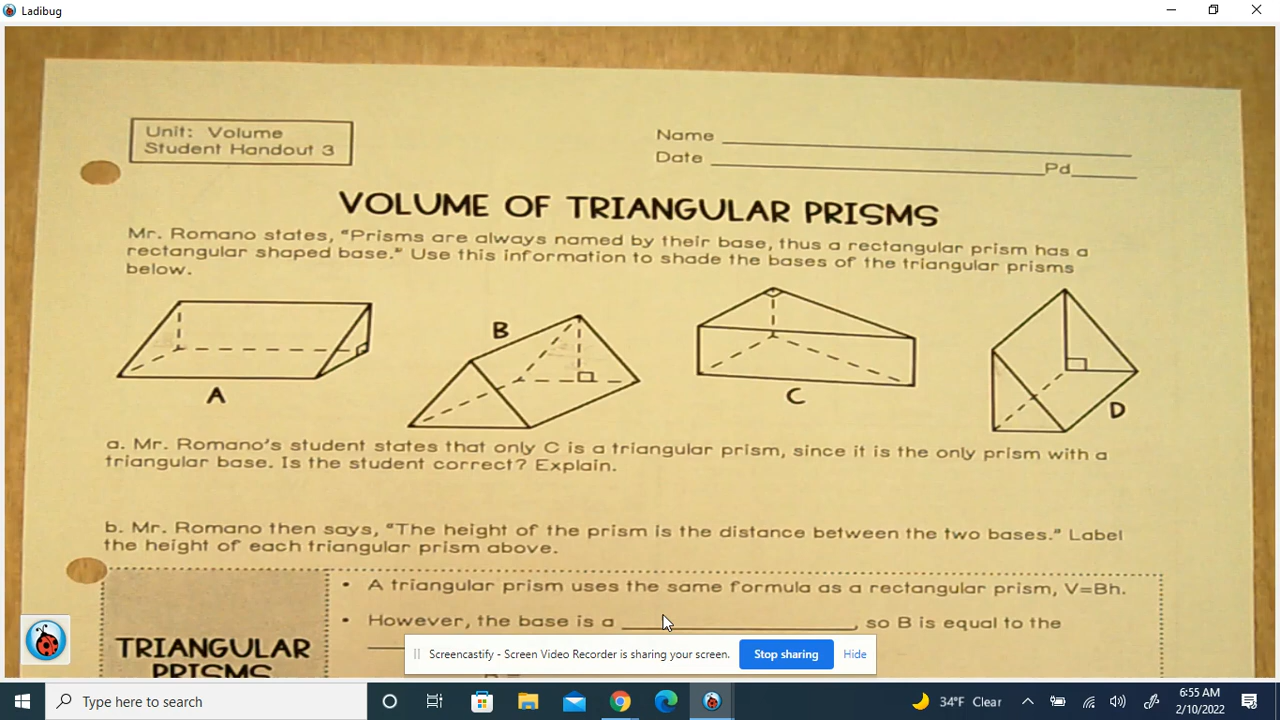 Ladibug
Unit: Volume
Student Handout 3
Name
Date
Pd
VOLUME OF TRIANGULAR PRISMS
Mr. Romano states, "Prisms are always named by their base, thus a rectangular prism has a
rectangular shaped base." Use this information to shade the bases of the triangular prisms
below.
A
B
C
D
a. Mr. Romano's student states that only C is a triangular prism, since it is the only prism with a
triangular base. Is the student correct? Explain.
b. Mr. Romano then says, "The height of the prism is the distance between the two bases." Label
the height of each triangular prism above.
TRIANGULAR
PRISMS
• A triangular prism uses the same formula as a rectangular prism, V=Bh.
• However, the base is a ____________, so B is equal to the
Screencastify - Screen Video Recorder is sharing your screen.
Stop sharing
Hide
Type here to search
34°F Clear
6:55 AM
2/10/2022